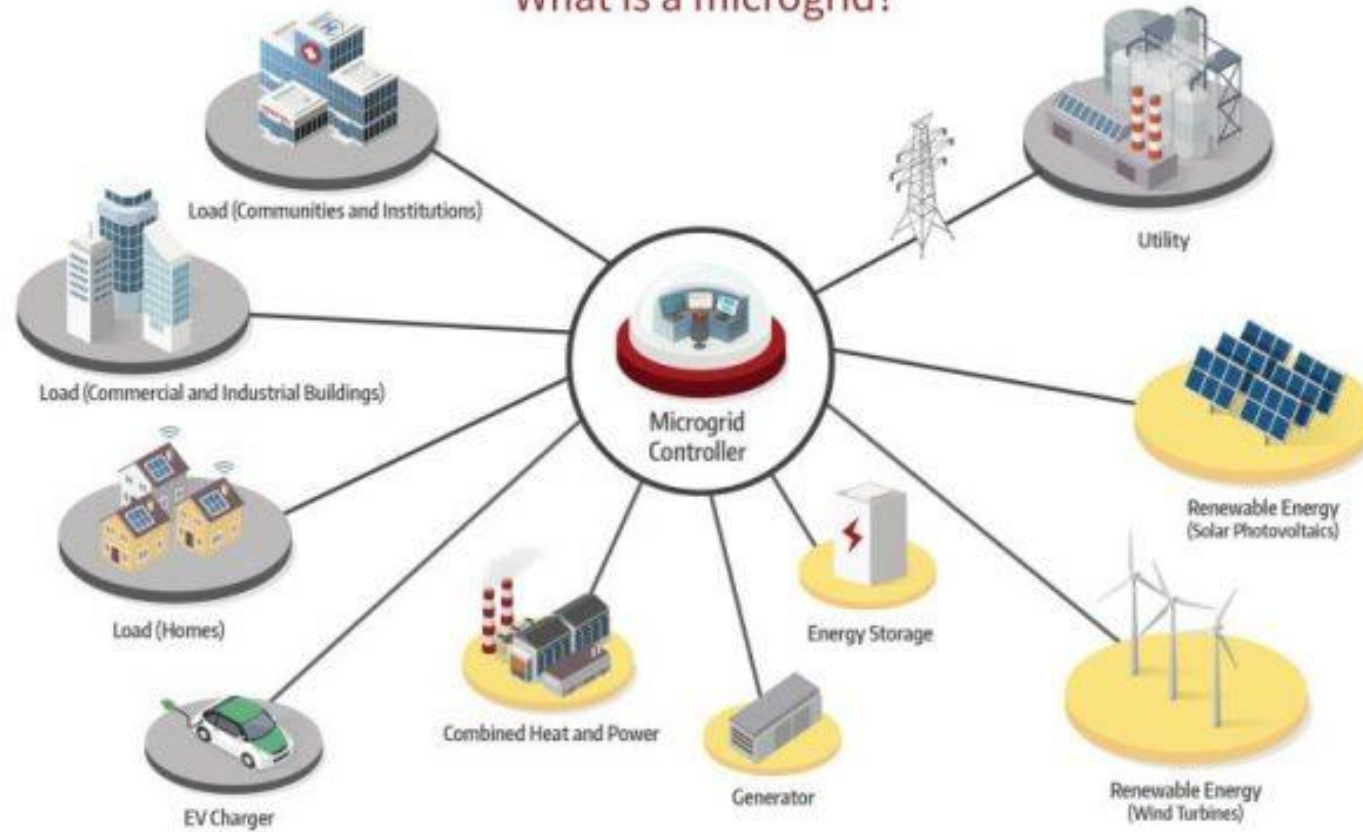 What is a microgrid?
Load (Communities and Institutions)
Utility
Load (Commercial and Industrial Buildings)
Microgrid
Controller
Renewable Energy
(Solar Photovoltaics)
Load (Homes)
Energy Storage
Combined Heat and Power
Generator
Renewable Energy
(Wind Turbines)
EV Charger